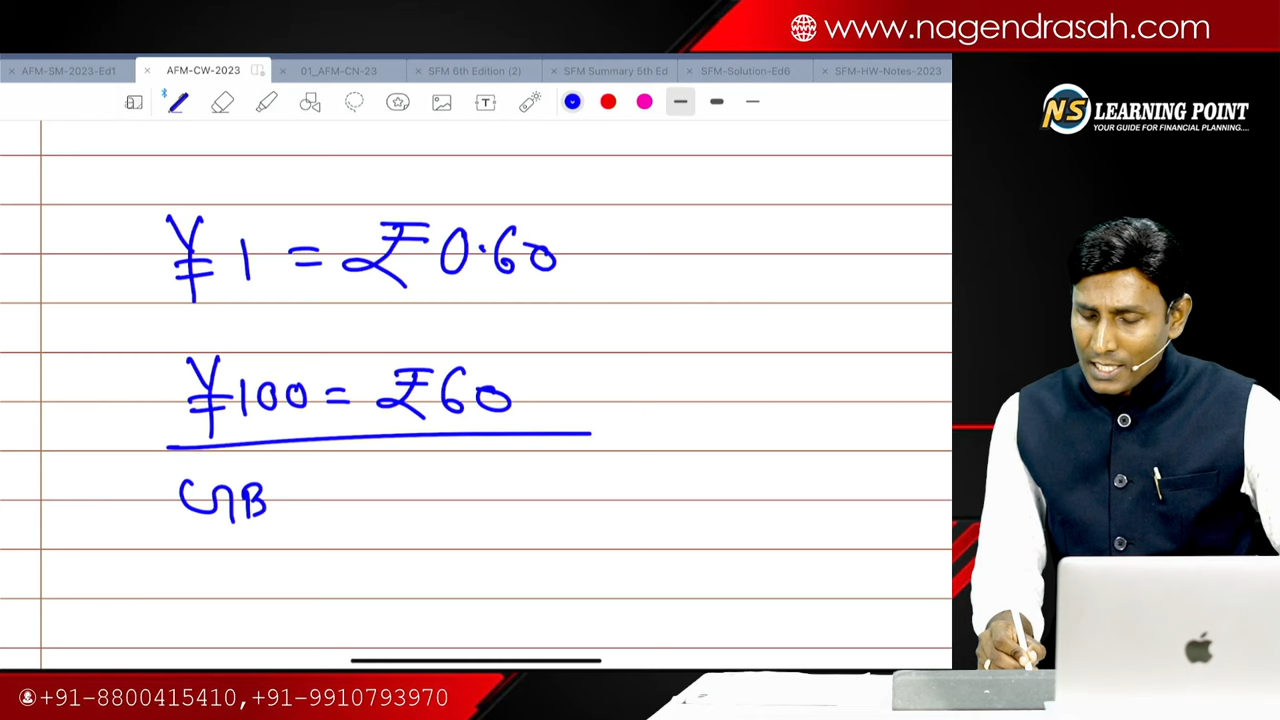 www.nagendrasah.com
AFM-SM-2023-Ed1
AFM-CW-2023
01_AFM-CN-23
SFM 6th Edition (2)
SFM Summary 5th Ed
SFM-Solution-Ed6
SFM-HW-Notes-2023
NS LEARNING POINT
YOUR GUIDE FOR FINANCIAL PLANNING....
¥ 1 = ₹ 0.60
¥100 = ₹60
GB
+91-8800415410,+91-9910793970